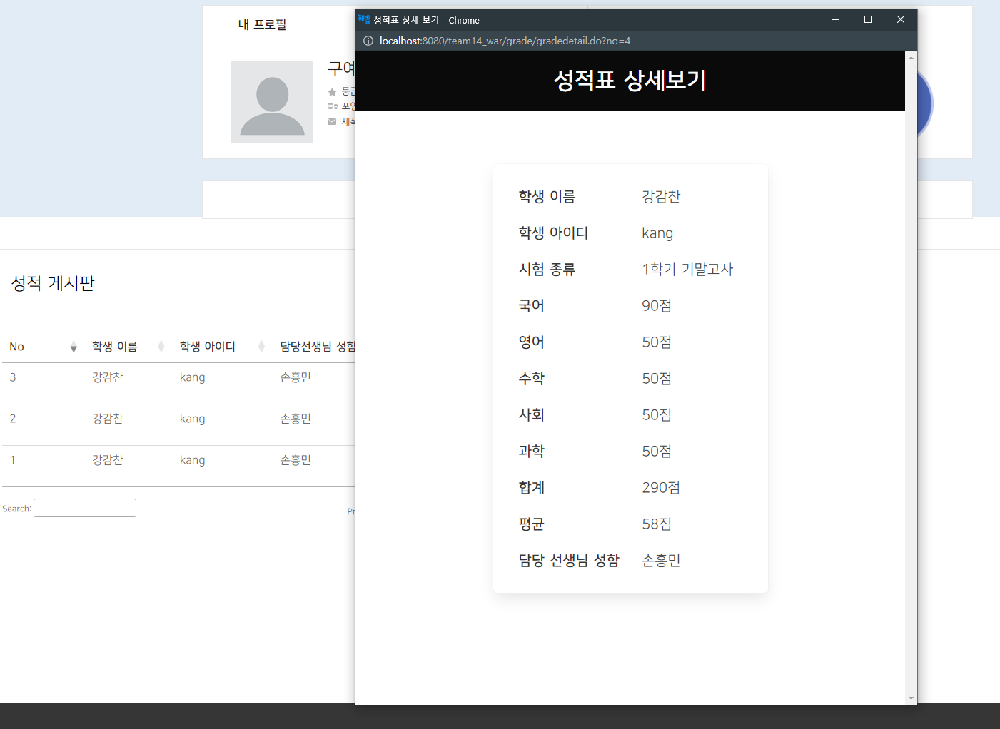 내 프로필
구예
등급
포인
새쪽
해법 성적표 상세 보기 - Chrome
localhost:8080/team14_war/grade/gradedetail.do?no=4
성적표 상세보기
학생 이름 강감찬
학생 아이디 kang
시험 종류 1학기 기말고사
국어 90점
영어 50점
수학 50점
사회 50점
과학 50점
합계 290점
평균 58점
담당 선생님 성함 손흥민
성적 게시판
No 학생 이름 학생 아이디 담당선생님 성함
3 강감찬 kang 손흥민
2 강감찬 kang 손흥민
1 강감찬 kang 손흥민
Search:
Pr